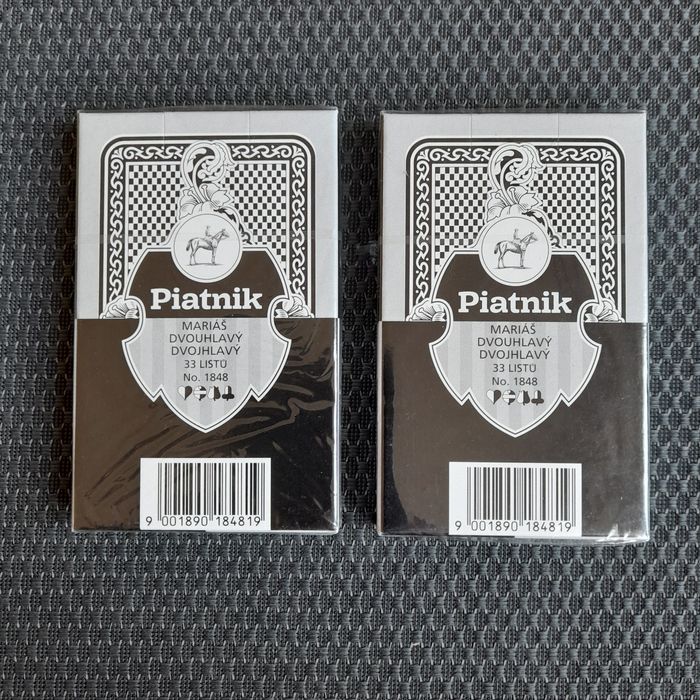 Piatnik
MARIÁŠ
DVOUHLAVÝ
DVOJHLAVÝ
33 LISTŮ
No. 1848
9 001890 184819
Piatnik
MARIÁŠ
DVOUHLAVÝ
DVOJHLAVÝ
33 LISTŮ
No. 1848
9 001890 184819